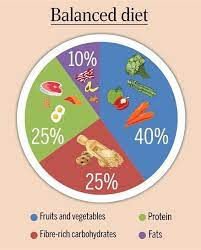 Balanced diet
10%
40%
25%
25%
Fruits and vegetables
Protein
Fibre-rich carbohydrates
Fats